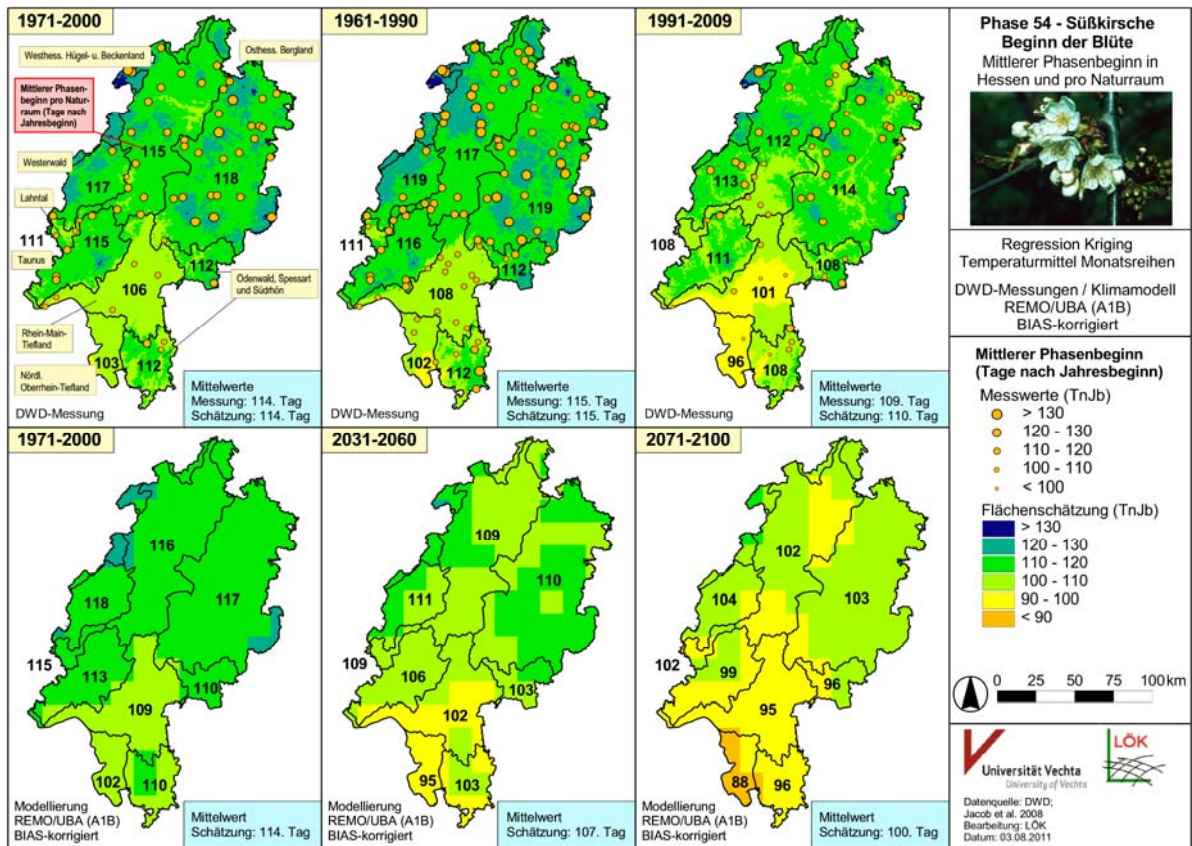 1971-2000
Westhess. Hügel- u. Beckenland
Osthess. Bergland
Mittlerer Phasen-
beginn pro Natur-
raum (Tage nach
Jahresbeginn)
115
Westerwald
118
117
Lahntal
111
115
Taunus
112
106
Odenwald, Spessart
und Südrhön
Rhein-Main-
Tiefland
103
112
Nördl.
Oberrhein-Tiefland
DWD-Messung
Mittelwerte
Messung: 114. Tag
Schätzung: 114. Tag
1961-1990
117
119
119
111
116
112
108
102
112
DWD-Messung
Mittelwerte
Messung: 115. Tag
Schätzung: 115. Tag
1991-2009
112
113
114
108
111
108
101
96
108
DWD-Messung
Mittelwerte
Messung: 109. Tag
Schätzung: 110. Tag
1971-2000
116
118
117
115
113
110
109
102
110
Modellierung
REMO/UBA (A1B)
BIAS-korrigiert
Mittelwert
Schätzung: 114. Tag
2031-2060
109
111
110
109
106
103
102
95
103
Modellierung
REMO/UBA (A1B)
BIAS-korrigiert
Mittelwert
Schätzung: 107. Tag
2071-2100
102
104
103
102
99
96
95
88
96
Modellierung
REMO/UBA (A1B)
BIAS-korrigiert
Mittelwert
Schätzung: 100. Tag
Phase 54 - Süßkirsche
Beginn der Blüte
Mittlerer Phasenbeginn in
Hessen und pro Naturraum
Regression Kriging
Temperaturmittel Monatsreihen
DWD-Messungen / Klimamodell
REMO/UBA (A1B)
BIAS-korrigiert
Mittlerer Phasenbeginn
(Tage nach Jahresbeginn)
Messwerte (TnJb)
> 130
120 - 130
110 - 120
100 - 110
< 100
Flächenschätzung (TnJb)
> 130
120 - 130
110 - 120
100 - 110
90 - 100
< 90
0 25 50 75 100 km
Universität Vechta
University of Vechta
LÖK
Datenquelle: DWD;
Jacob et al. 2008
Bearbeitung: LÖK
Datum: 03.08.2011